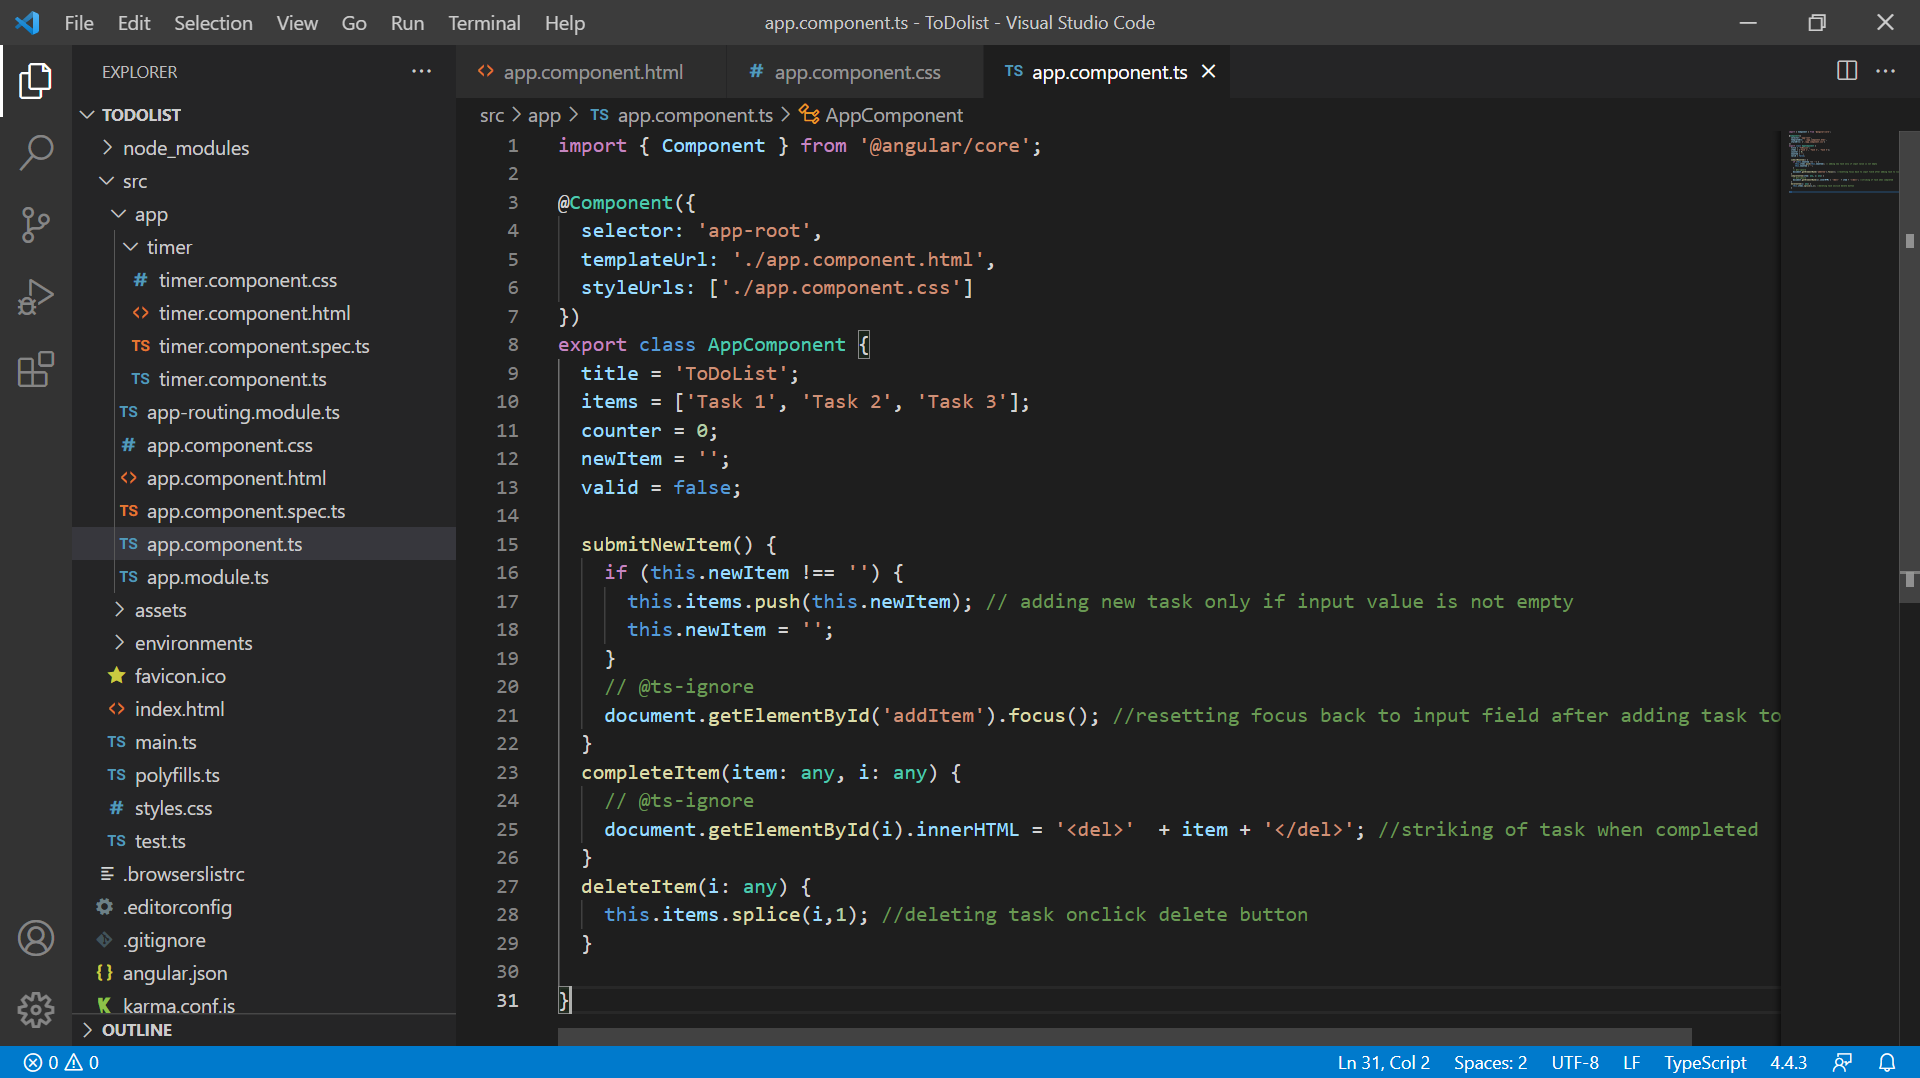 File Edit Selection View Go Run Terminal Help
app.component.ts - ToDolist - Visual Studio Code
EXPLORER
TODOLIST
node_modules
src
app
timer
# timer.component.css
<> timer.component.html
TS timer.component.spec.ts
TS timer.component.ts
TS app-routing.module.ts
# app.component.css
<> app.component.html
TS app.component.spec.ts
TS app.component.ts
TS app.module.ts
assets
environments
favicon.ico
<> index.html
TS main.ts
TS polyfills.ts
# styles.css
TS test.ts
.browserslistrc
.editorconfig
.gitignore
{} angular.json
karma.conf.js
OUTLINE
<> app.component.html # app.component.css TS app.component.ts
src > app > TS app.component.ts > AppComponent
1 import { Component } from '@angular/core';
2
3 @Component({
4 selector: 'app-root',
5 templateUrl: './app.component.html',
6 styleUrls: ['./app.component.css']
7 })
8 export class AppComponent {
9 title = 'ToDoList';
10 items = ['Task 1', 'Task 2', 'Task 3'];
11 counter = 0;
12 newItem = '';
13 valid = false;
14
15 submitNewItem() {
16 if (this.newItem !== '') {
17 this.items.push(this.newItem); // adding new task only if input value is not empty
18 this.newItem = '';
19 }
20 // @ts-ignore
21 document.getElementById('addItem').focus(); //resetting focus back to input field after adding task to
22 }
23 completeItem(item: any, i: any) {
24 // @ts-ignore
25 document.getElementById(i).innerHTML = '<del>' + item + '</del>'; //striking of task when completed
26 }
27 deleteItem(i: any) {
28 this.items.splice(i,1); //deleting task onclick delete button
29 }
30
31 }
0 0
Ln 31, Col 2 Spaces: 2 UTF-8 LF TypeScript 4.4.3